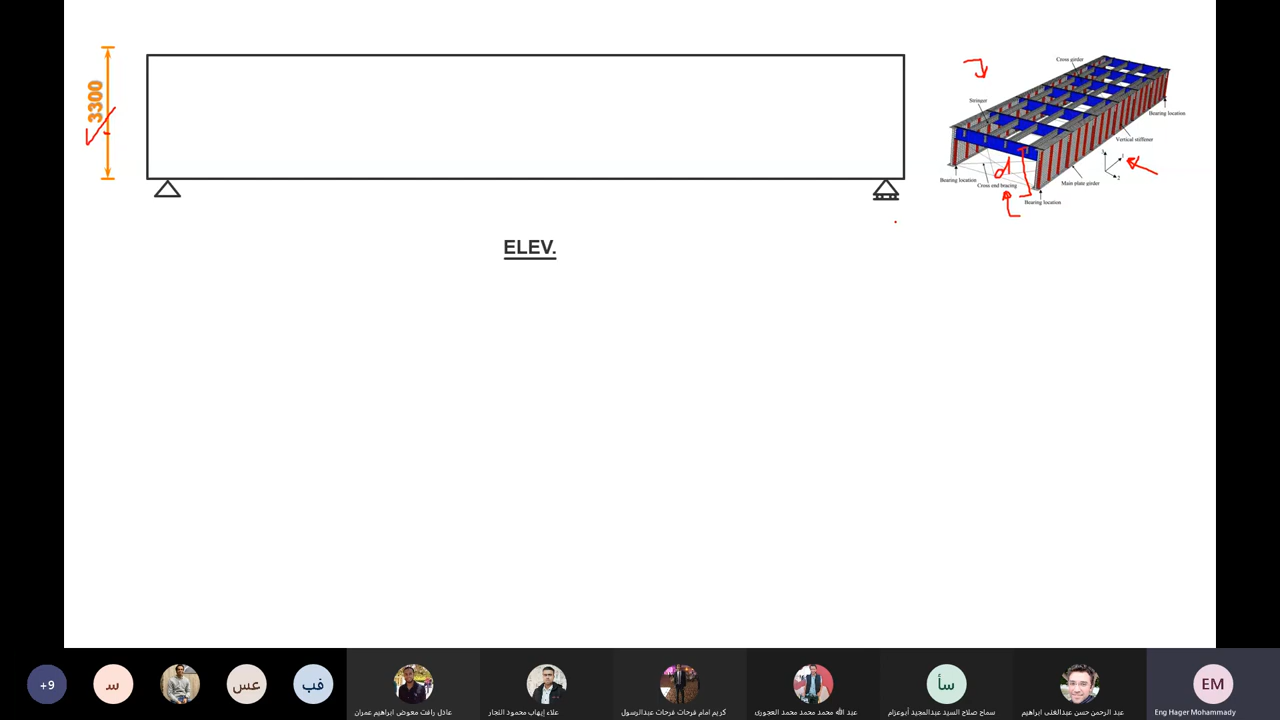 3300
ELEV.
Cross girder
Stringer
Bearing location
Vertical stiffener
Bearing location
d
Cross end bracing
Main plate girder
Bearing location
Y
Z
+9
س
عس
فب
عادل رافت معوض ابراهيم عمران
علاء إيهاب محمود النجار
كريم امام فرحات فرحات عبدالرسول
عبد الله محمد محمد محمد العجوزى
سأ
سماح صلاح السيد عبدالمجيد أبوعزام
عبد الرحمن حسن عبدالغنى ابراهيم
EM
Eng Hager Mohammady